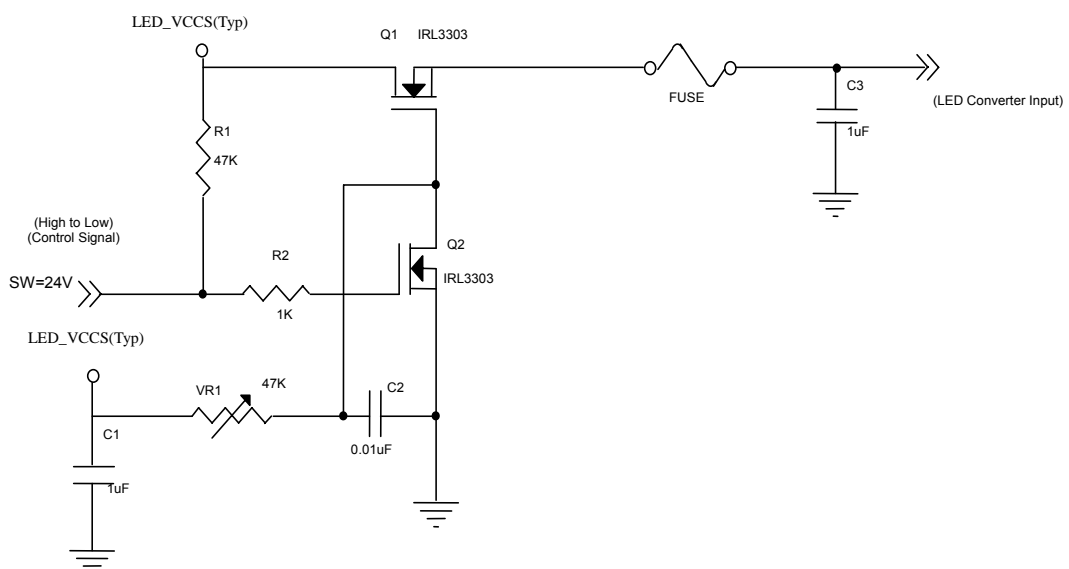 LED_VCCS(Typ)
Q1 IRL3303
R1
47K
FUSE
C3
1uF
(LED Converter Input)
(High to Low)
(Control Signal)
SW=24V
R2
1K
Q2
IRL3303
LED_VCCS(Typ)
VR1
47K
C2
0.01uF
C1
1uF